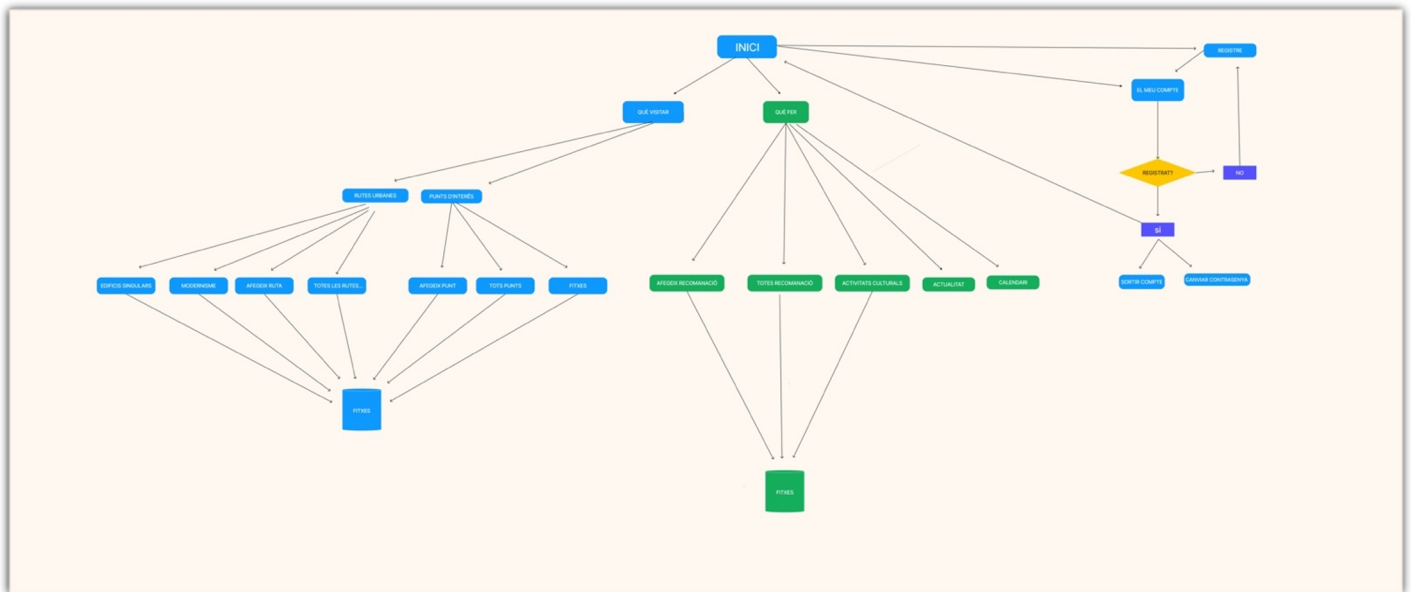 INICI
REGISTRE
EL MEU COMPTE
QUÈ VISITAR
QUÈ FER
REGISTRAT?
NO
RUTES URBANES
PUNTS D'INTERÈS
SÍ
EDIFICIS SINGULARS
MODERNISME
AFEGEIX RUTA
TOTES LES RUTES...
AFEGEIX PUNT
TOTS PUNTS
FITXES
AFEGEIX RECOMANACIÓ
TOTES RECOMANACIÓ
ACTIVITATS CULTURALS
ACTUALITAT
CALENDARI
SORTIR COMPTE
CANVIAR CONTRASENYA
FITXES
FITXES